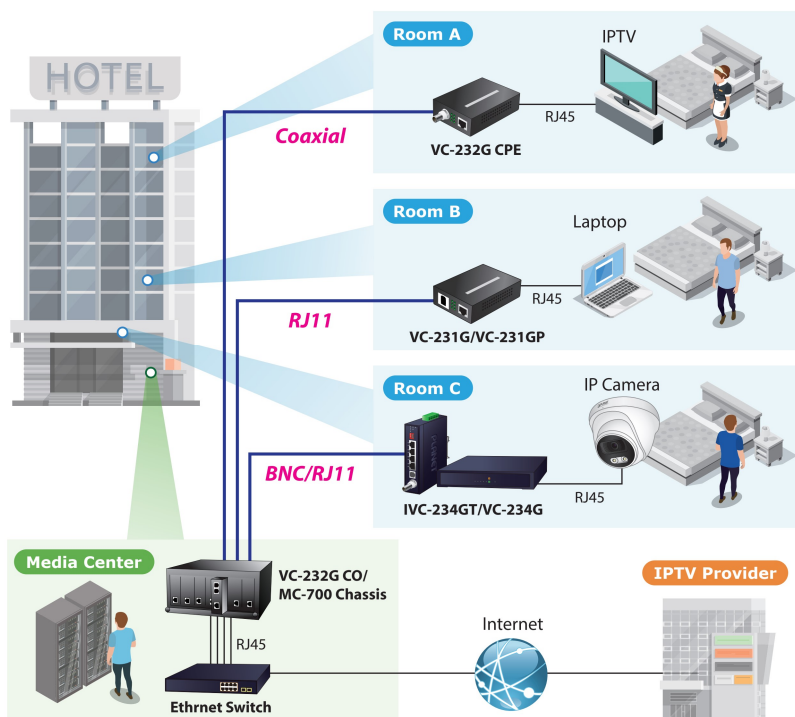 HOTEL
Room A
IPTV
Coaxial
RJ45
VC-232G CPE
Room B
Laptop
RJ45
RJ11
VC-231G/VC-231GP
Room C
IP Camera
PLANET
BNC/RJ11
RJ45
IVC-234GT/VC-234G
Media Center
VC-232G CO/
MC-700 Chassis
IPTV Provider
RJ45
Internet
Ethrnet Switch